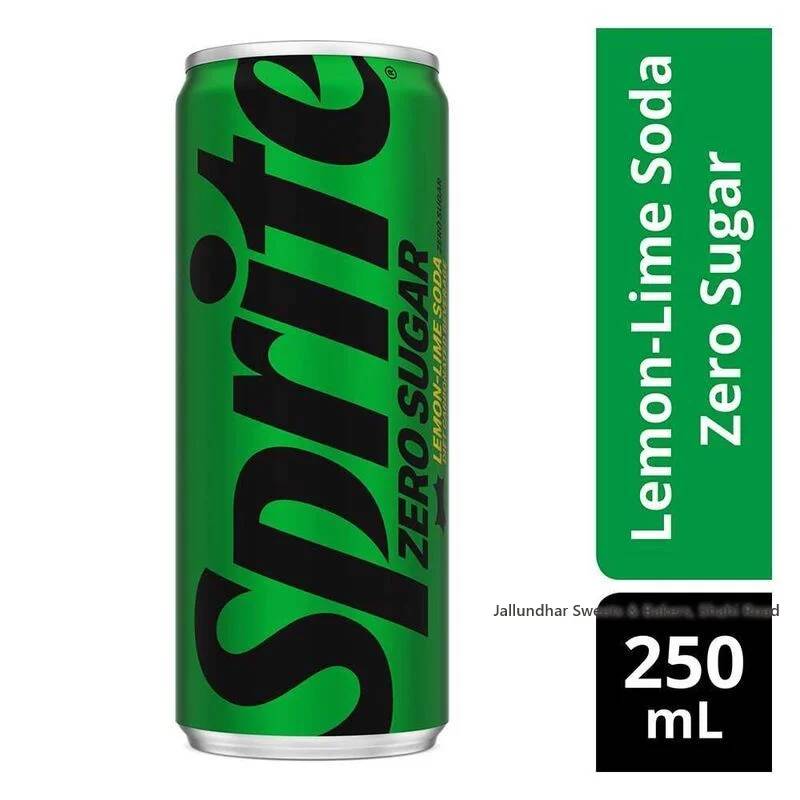 Sprite
®
ZERO SUGAR
LEMON-LIME SODA
ZERO SUGAR
Lemon-Lime Soda
Zero Sugar
Jallundhar Sweets & Bakers, Shahi Road
250
mL